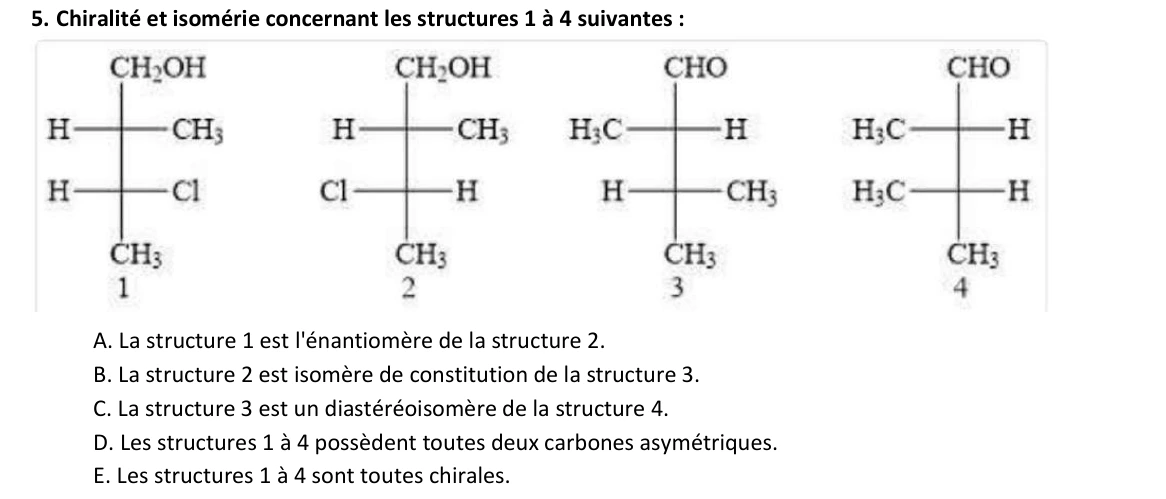 5. Chiralité et isomérie concernant les structures 1 à 4 suivantes :
CH₂OH CH₂OH CHO CHO
H CH₃ H CH₃ H₃C H H₃C H
H Cl Cl H H CH₃ H₃C H
CH₃ CH₃ CH₃ CH₃
1 2 3 4
A. La structure 1 est l'énantiomère de la structure 2.
B. La structure 2 est isomère de constitution de la structure 3.
C. La structure 3 est un diastéréoisomère de la structure 4.
D. Les structures 1 à 4 possèdent toutes deux carbones asymétriques.
E. Les structures 1 à 4 sont toutes chirales.